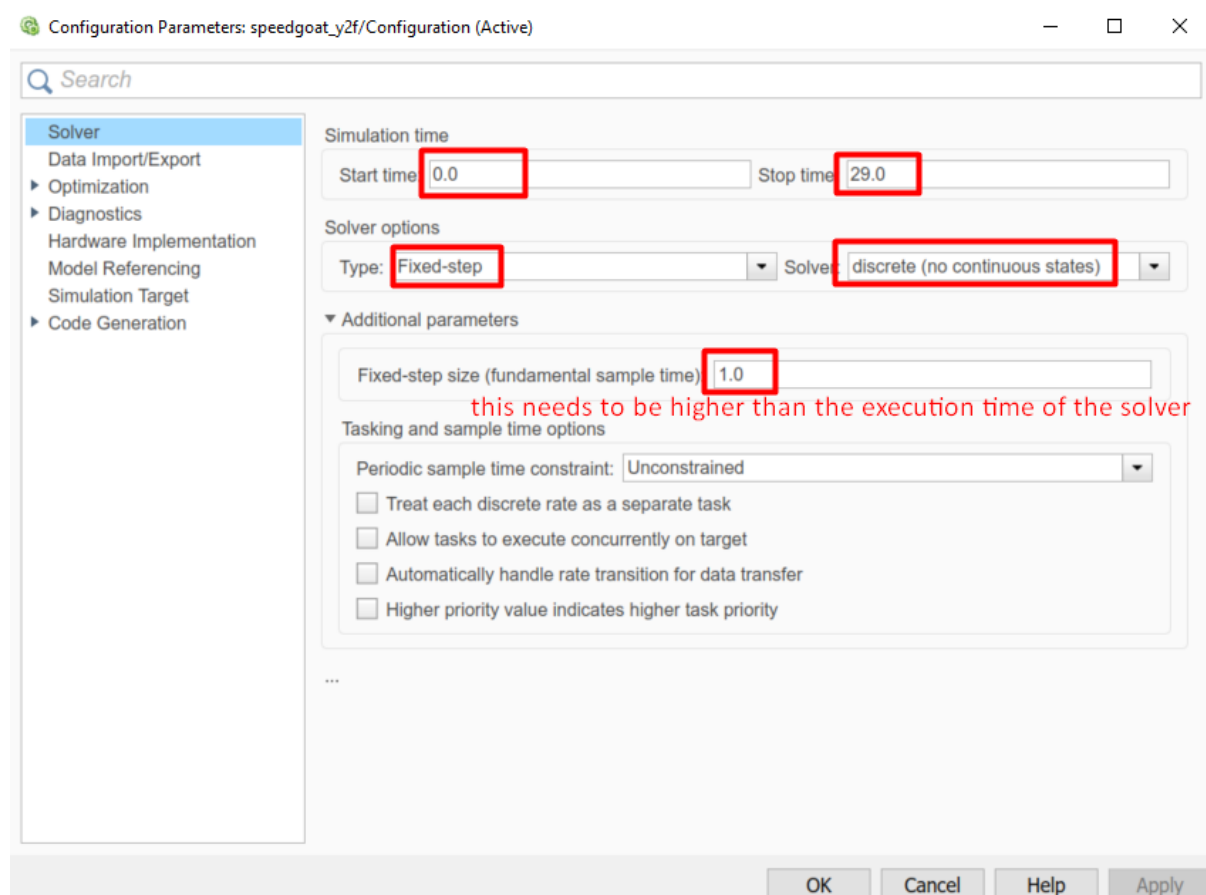 Configuration Parameters: speedgoat_y2f/Configuration (Active)
Search
Solver
Data Import/Export
Optimization
Diagnostics
Hardware Implementation
Model Referencing
Simulation Target
Code Generation
Simulation time
Start time 0.0 Stop time 29.0
Solver options
Type: Fixed-step Solver: discrete (no continuous states)
Additional parameters
Fixed-step size (fundamental sample time) 1.0
this needs to be higher than the execution time of the solver
Tasking and sample time options
Periodic sample time constraint: Unconstrained
Treat each discrete rate as a separate task
Allow tasks to execute concurrently on target
Automatically handle rate transition for data transfer
Higher priority value indicates higher task priority
...
OK Cancel Help Apply